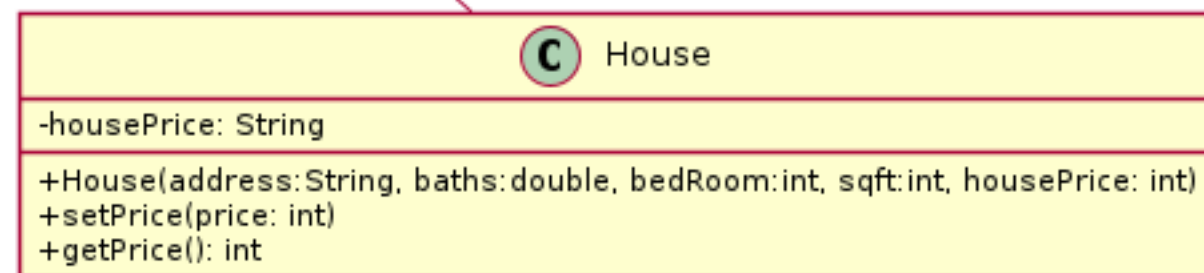 C House
-housePrice: String
+House(address:String, baths:double, bedRoom:int, sqft:int, housePrice: int)
+setPrice(price: int)
+getPrice(): int